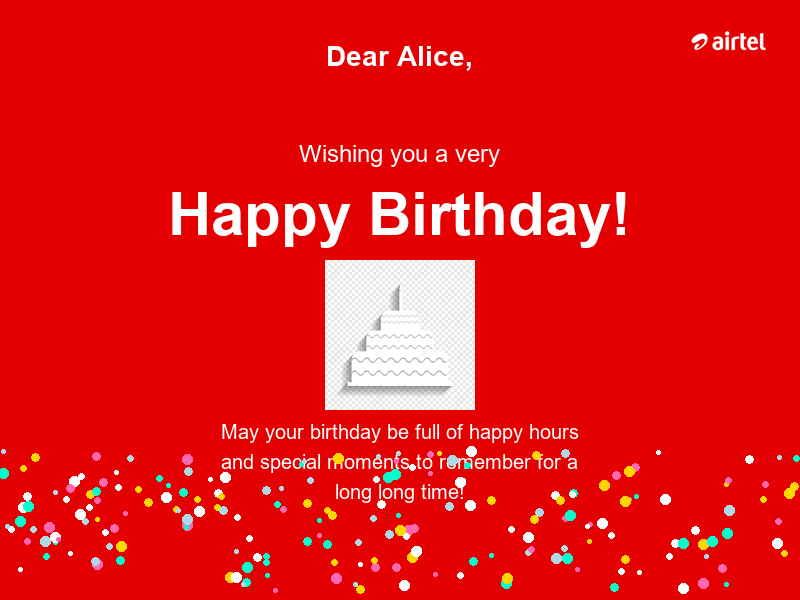 Dear Alice,
airtel
Wishing you a very
Happy Birthday!
May your birthday be full of happy hours
and special moments to remember for a
long long time!